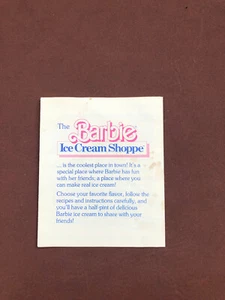 The Barbie
Ice Cream Shoppe
... is the coolest place in town! It's a
special place where Barbie has fun
with her friends; a place where you
can make real ice cream!
Choose your favorite flavor, follow the
recipes and instructions carefully, and
you'll have a half-pint of delicious
Barbie ice cream to share with your
friends!